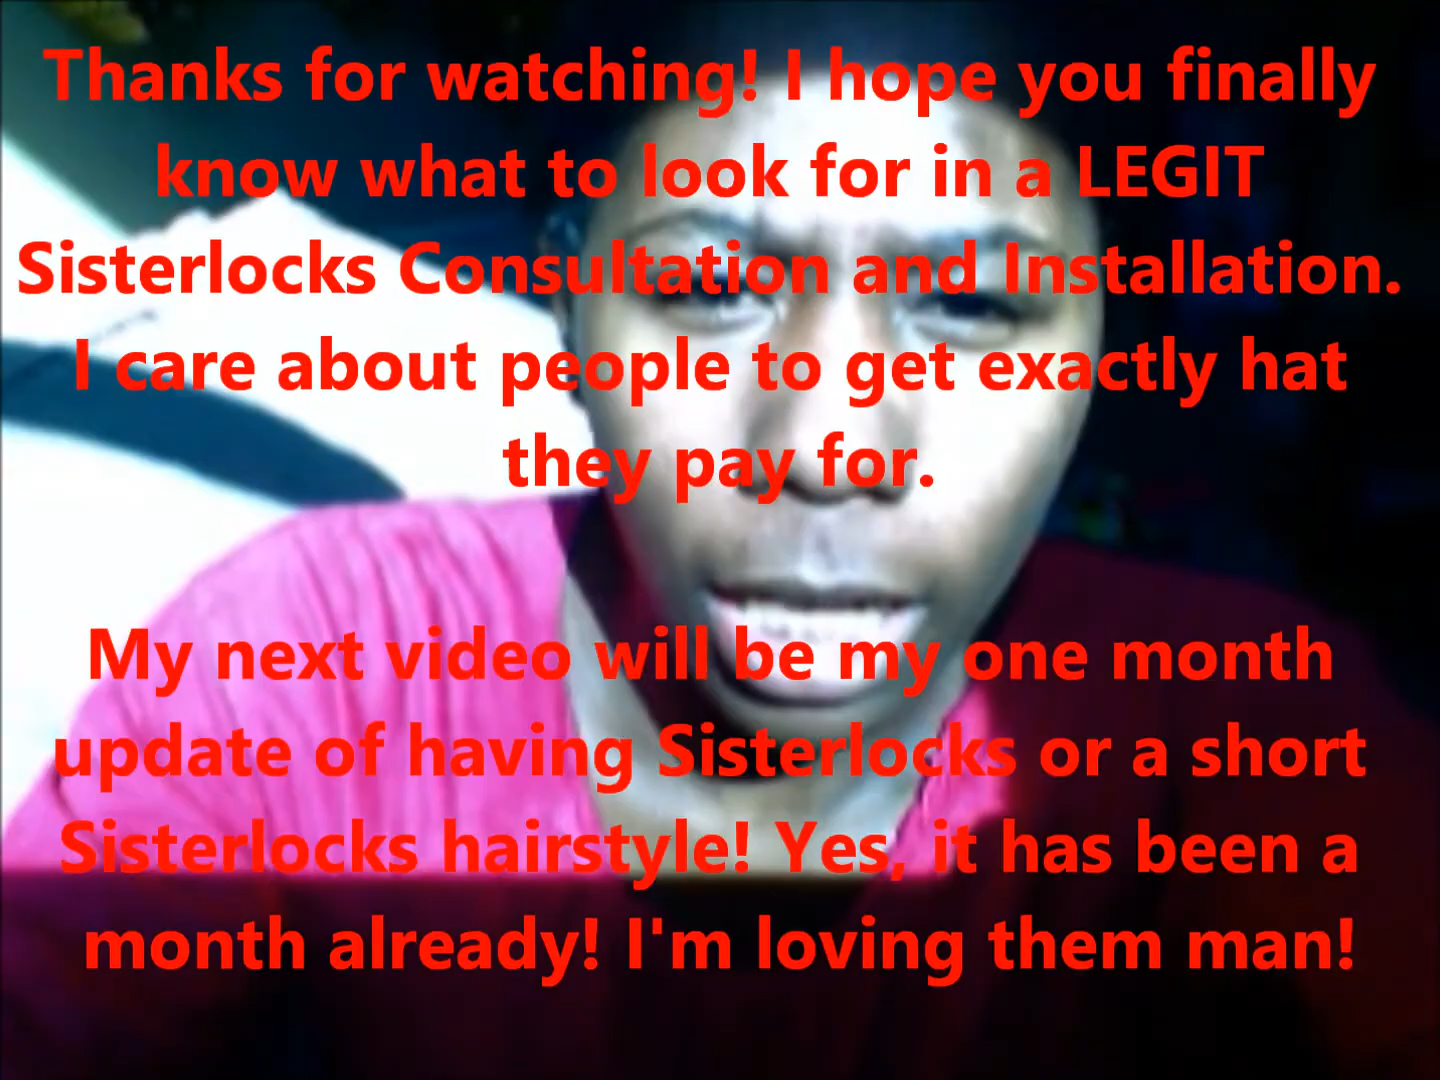 Thanks for watching! I hope you finally
know what to look for in a LEGIT
Sisterlocks Consultation and Installation.
I care about people to get exactly hat
they pay for.
My next video will be my one month
update of having Sisterlocks or a short
Sisterlocks hairstyle! Yes, it has been a
month already! I'm loving them man!